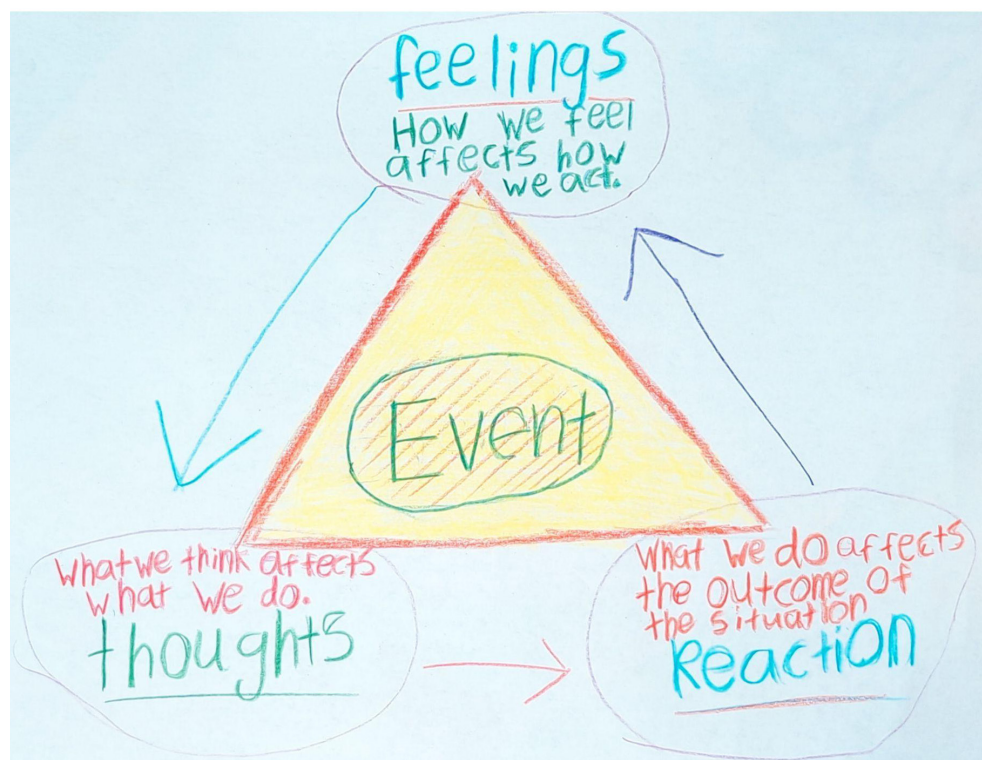 feelings
How we feel
affects how
we act.
Event
What we think affects
what we do.
thoughts
What we do affects
the outcome of
the situation
Reaction